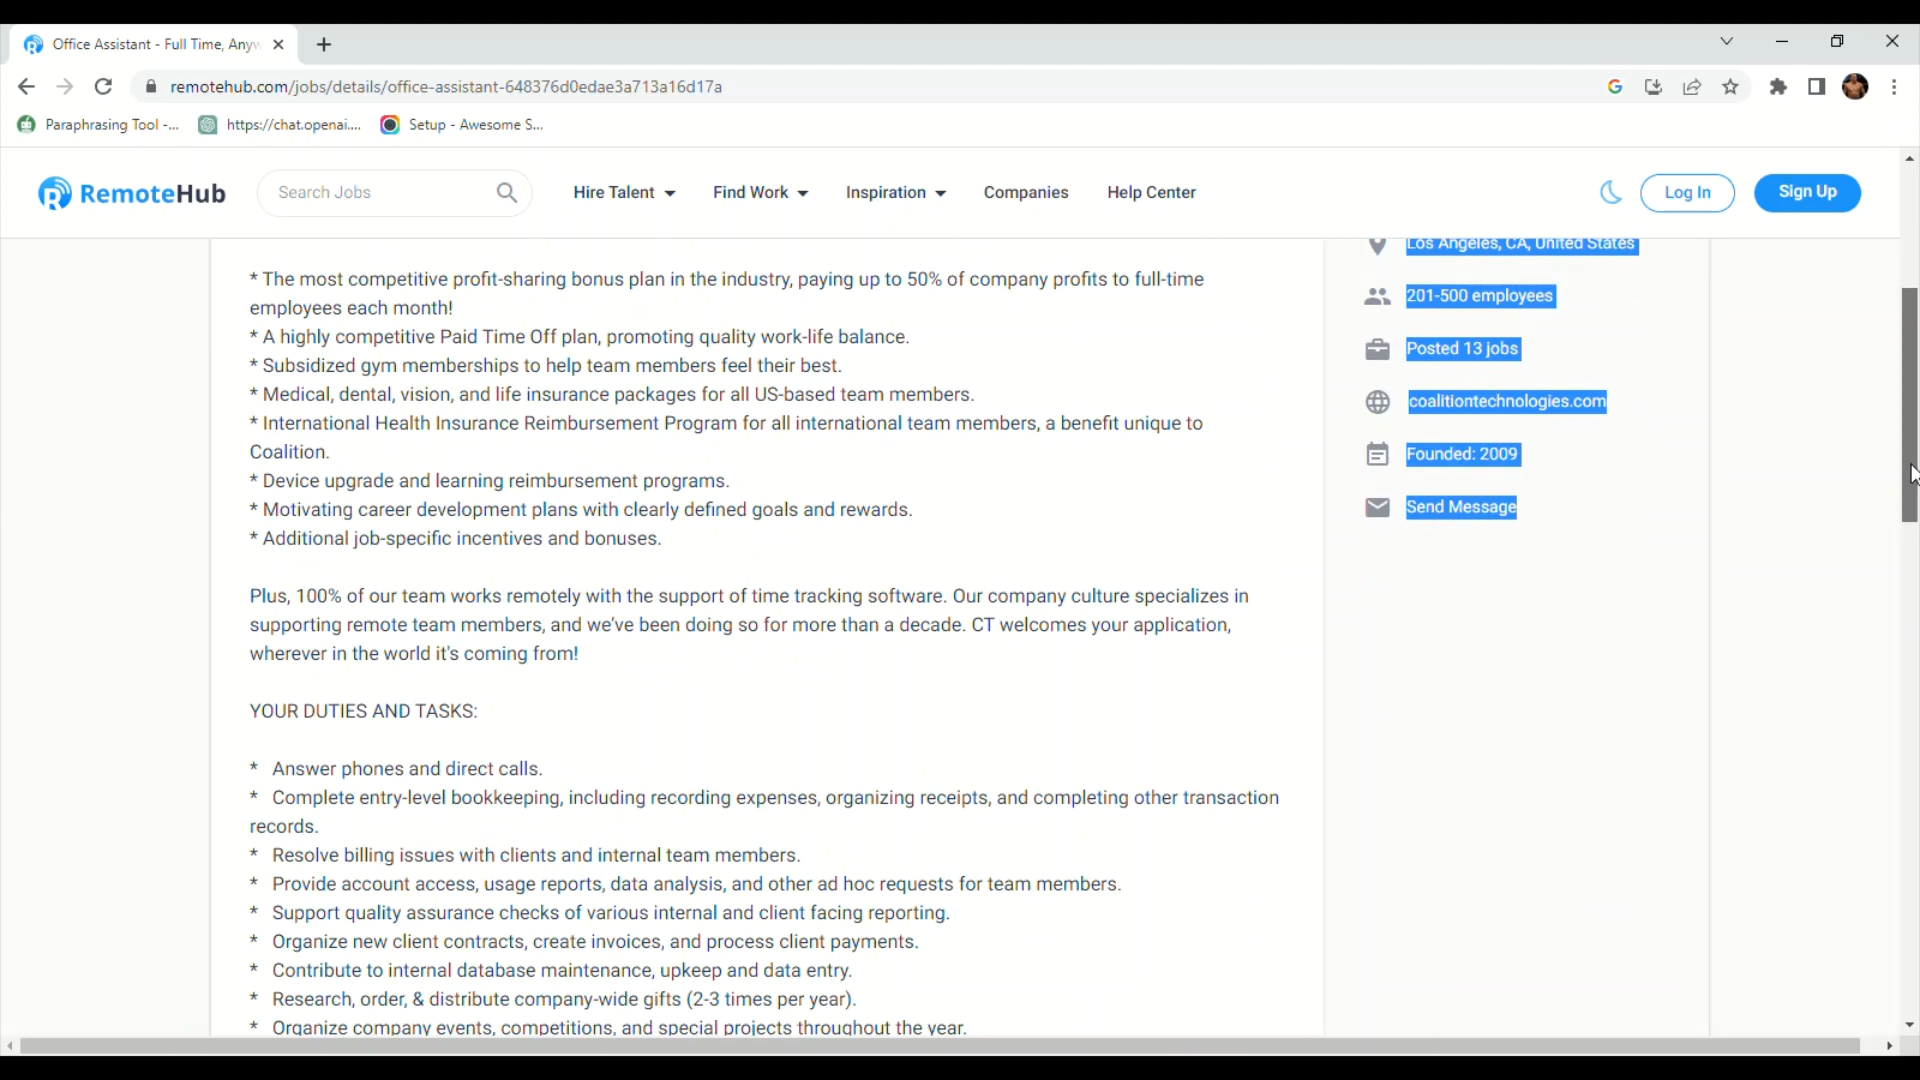 Office Assistant - Full Time, Anyw
remotehub.com/jobs/details/office-assistant-648376d0edae3a713a16d17a
Paraphrasing Tool -...
https://chat.openai....
Setup - Awesome S...
RemoteHub
Search Jobs
Hire Talent
Find Work
Inspiration
Companies
Help Center
Log In
Sign Up
* The most competitive profit-sharing bonus plan in the industry, paying up to 50% of company profits to full-time
employees each month!
* A highly competitive Paid Time Off plan, promoting quality work-life balance.
* Subsidized gym memberships to help team members feel their best.
* Medical, dental, vision, and life insurance packages for all US-based team members.
* International Health Insurance Reimbursement Program for all international team members, a benefit unique to
Coalition.
* Device upgrade and learning reimbursement programs.
* Motivating career development plans with clearly defined goals and rewards.
* Additional job-specific incentives and bonuses.
Plus, 100% of our team works remotely with the support of time tracking software. Our company culture specializes in
supporting remote team members, and we've been doing so for more than a decade. CT welcomes your application,
wherever in the world it's coming from!
YOUR DUTIES AND TASKS:
* Answer phones and direct calls.
* Complete entry-level bookkeeping, including recording expenses, organizing receipts, and completing other transaction
records.
* Resolve billing issues with clients and internal team members.
* Provide account access, usage reports, data analysis, and other ad hoc requests for team members.
* Support quality assurance checks of various internal and client facing reporting.
* Organize new client contracts, create invoices, and process client payments.
* Contribute to internal database maintenance, upkeep and data entry.
* Research, order, & distribute company-wide gifts (2-3 times per year).
* Organize company events, competitions, and special projects throughout the year.
Los Angeles, CA, United States
201-500 employees
Posted 13 jobs
coalitiontechnologies.com
Founded: 2009
Send Message